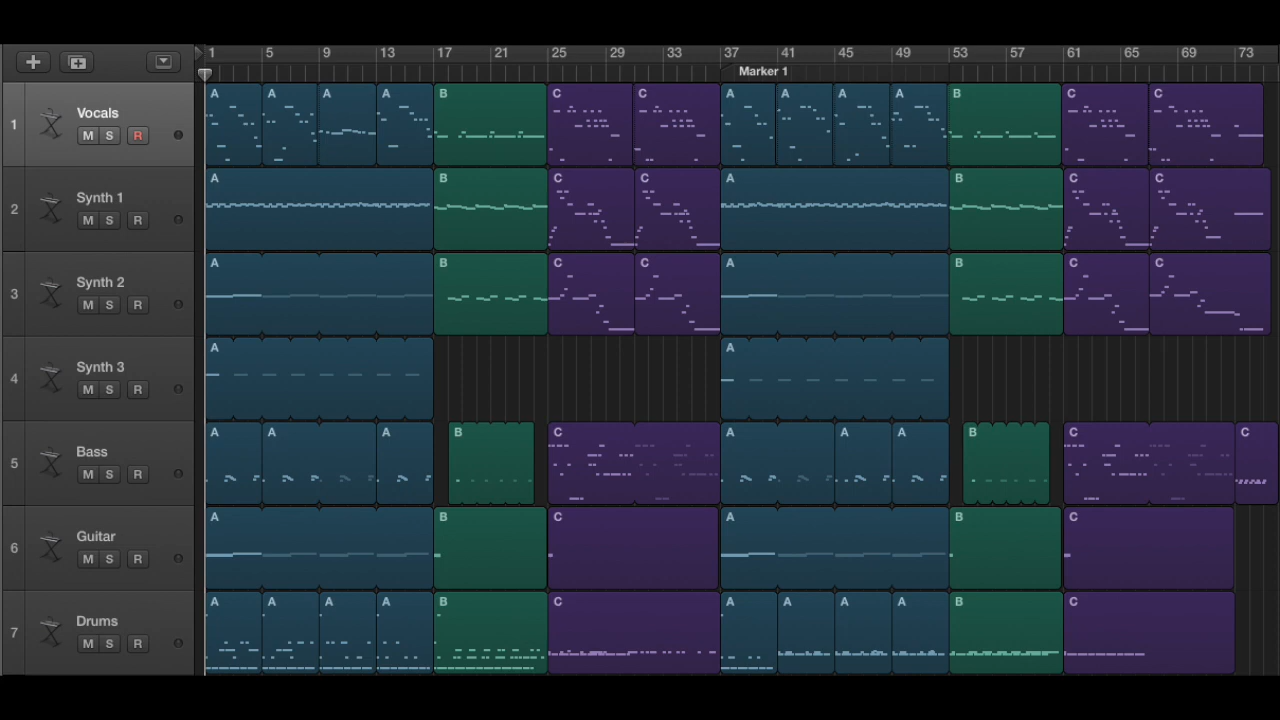 1 5 9 13 17 21 25 29 33 37 41 45 49 53 57 61 65 69 73
Marker 1
1 Vocals A A A A B C C A A A A B C C
M S R
2 Synth 1 A B C C A B C C
M S R
3 Synth 2 A B C C A B C C
M S R
4 Synth 3 A A
M S R
5 Bass A A A B C A A A B C C
M S R
6 Guitar A B C A B C
M S R
7 Drums A A A A B C A A A A B C
M S R